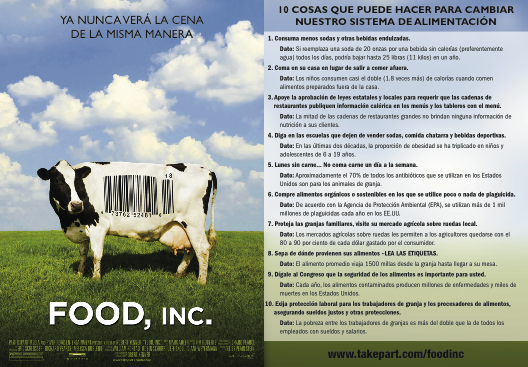 YA NUNCA VERÁ LA CENA
DE LA MISMA MANERA
FOOD, INC.
10 COSAS QUE PUEDE HACER PARA CAMBIAR
NUESTRO SISTEMA DE ALIMENTACIÓN
1. Consuma menos sodas y otras bebidas endulzadas.
Dato: Si reemplaza una soda de 20 onzas por una bebida sin calorías (preferentemente
agua) todos los días, podría bajar hasta 25 libras (11 kilos) en un año.
2. Coma en su casa en lugar de salir a comer afuera.
Dato: Los niños consumen casi el doble (1.8 veces más) de calorías cuando comen
alimentos preparados fuera de casa.
3. Apoye la aprobación de leyes estatales y locales para requerir que las cadenas de
restaurantes publiquen información calórica en los menús y los tableros con el menú.
Dato: La mitad de las cadenas de restaurantes grandes no brindan ninguna información de
nutrición a sus clientes.
4. Diga en las escuelas que dejen de vender sodas, comida chatarra y bebidas deportivas.
Dato: En las últimas dos décadas, la proporción de obesidad se ha triplicado en niños y
adolescentes de 6 a 19 años.
5. Lunes sin carne... No coma carne un día a la semana.
Dato: Aproximadamente el 70% de todos los antibióticos que se utilizan en los Estados
Unidos son para los animales de granja.
6. Compre alimentos orgánicos o sostenibles en los que se utilice poco o nada de plaguicida.
Dato: De acuerdo con la Agencia de Protección Ambiental (EPA), se utilizan más de 1 mil
millones de plaguicidas cada año en los EE.UU.
7. Proteja las granjas familiares, visite su mercado agrícola sobre ruedas local.
Dato: Los mercados agrícolas sobre ruedas les permiten a los agricultores quedarse con el
80 a 90 por ciento de cada dólar gastado por el consumidor.
8. Sepa de dónde provienen sus alimentos –LEA LAS ETIQUETAS.
Dato: El alimento promedio viaja 1500 millas desde la granja hasta llegar a su mesa.
9. Dígale al Congreso que la seguridad de los alimentos es importante para usted.
Dato: Cada año, los alimentos contaminados producen millones de enfermedades y miles de
muertes en los Estados Unidos.
10. Exija protección laboral para los trabajadores de granja y los procesadores de alimentos,
asegurando sueldos justos y otras protecciones.
Dato: La pobreza entre los trabajadores de granjas es más del doble que la de todos los
empleados con sueldos y salarios.
www.takepart.com/foodinc